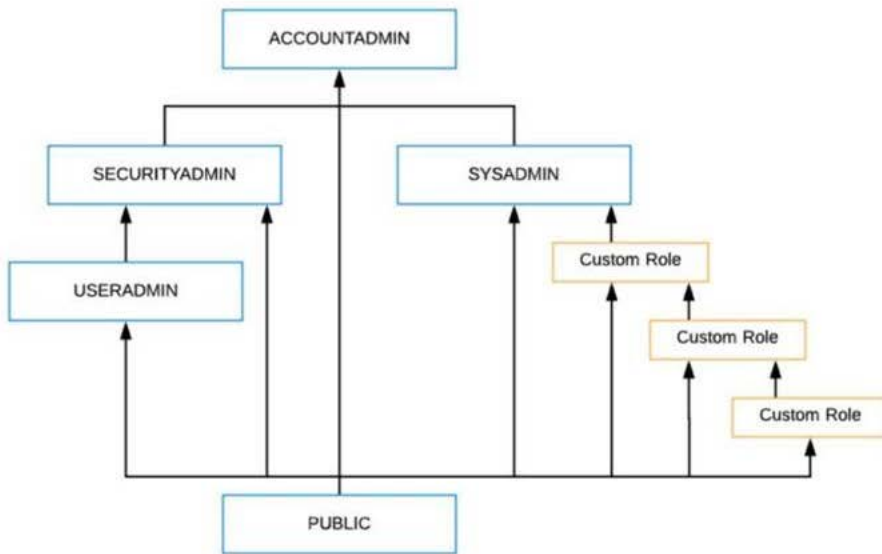 ACCOUNTADMIN
SECURITYADMIN
SYSADMIN
USERADMIN
Custom Role
Custom Role
Custom Role
PUBLIC